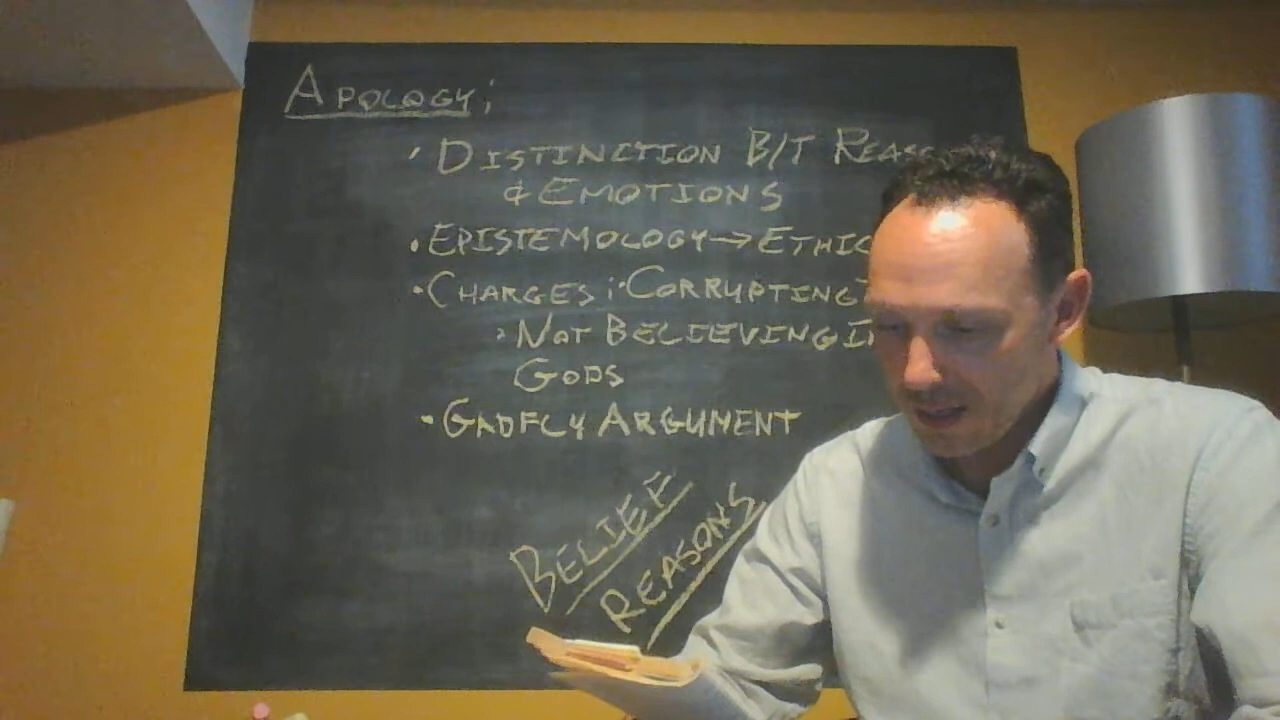 APOLOGY:
DISTINCTION B/T REAS
& EMOTIONS
• EPISTEMOLOGY → ETHIC
• CHARGES: • CORRUPTING
• NOT BELIEVING I
GODS
• GADFLY ARGUMENT
BELIEF
REASONS